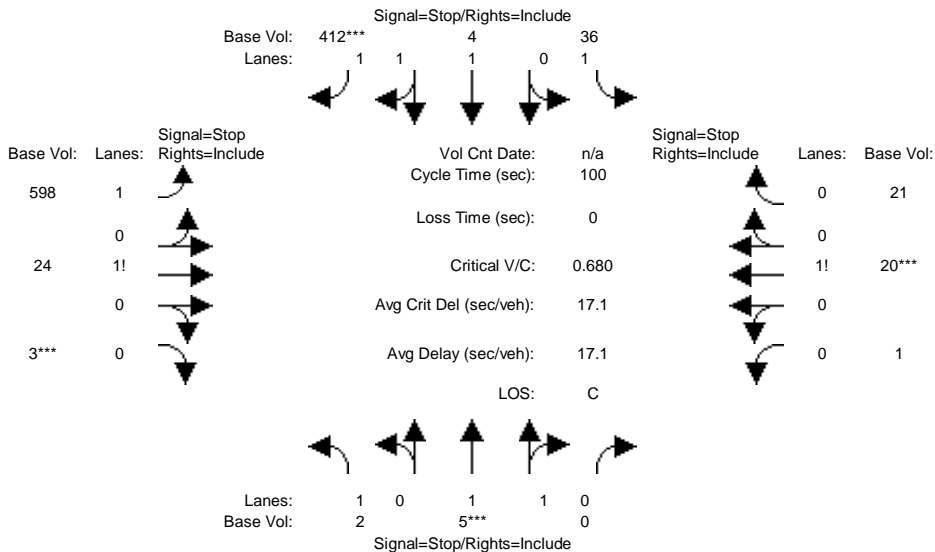 Signal=Stop/Rights=Include
Base Vol: 412*** 4 36
Lanes: 1 1 1 0 1
Signal=Stop
Base Vol: Lanes: Rights=Include
Vol Cnt Date: n/a
Signal=Stop
Rights=Include Lanes: Base Vol:
Cycle Time (sec): 100
598 1
0 21
Loss Time (sec): 0
0
0
24 1!
Critical V/C: 0.680
1! 20***
0
Avg Crit Del (sec/veh): 17.1
0
3*** 0
Avg Delay (sec/veh): 17.1
0 1
LOS: C
Lanes: 1 0 1 1 0
Base Vol: 2 5*** 0
Signal=Stop/Rights=Include